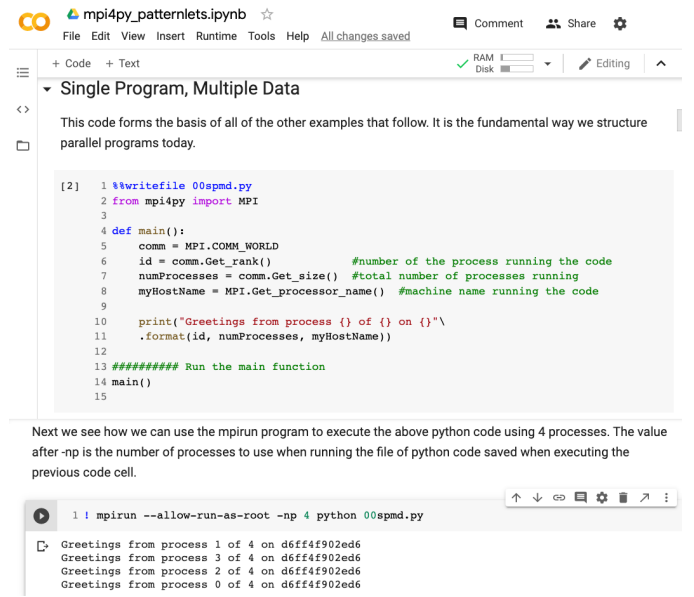 mpi4py_patternlets.ipynb
Comment
Share
File Edit View Insert Runtime Tools Help All changes saved
+ Code + Text
RAM
Disk
Editing
Single Program, Multiple Data
This code forms the basis of all of the other examples that follow. It is the fundamental way we structure
parallel programs today.
[2] 1 %%writefile 00spmd.py
2 from mpi4py import MPI
3
4 def main():
5     comm = MPI.COMM_WORLD
6     id = comm.Get_rank()            #number of the process running the code
7     numProcesses = comm.Get_size()  #total number of processes running
8     myHostName = MPI.Get_processor_name()  #machine name running the code
9
10     print("Greetings from process {} of {} on {}"\
11     .format(id, numProcesses, myHostName))
12
13 ########## Run the main function
14 main()
15
Next we see how we can use the mpirun program to execute the above python code using 4 processes. The value
after -np is the number of processes to use when running the file of python code saved when executing the
previous code cell.
1 ! mpirun --allow-run-as-root -np 4 python 00spmd.py
Greetings from process 1 of 4 on d6ff4f902ed6
Greetings from process 3 of 4 on d6ff4f902ed6
Greetings from process 2 of 4 on d6ff4f902ed6
Greetings from process 0 of 4 on d6ff4f902ed6